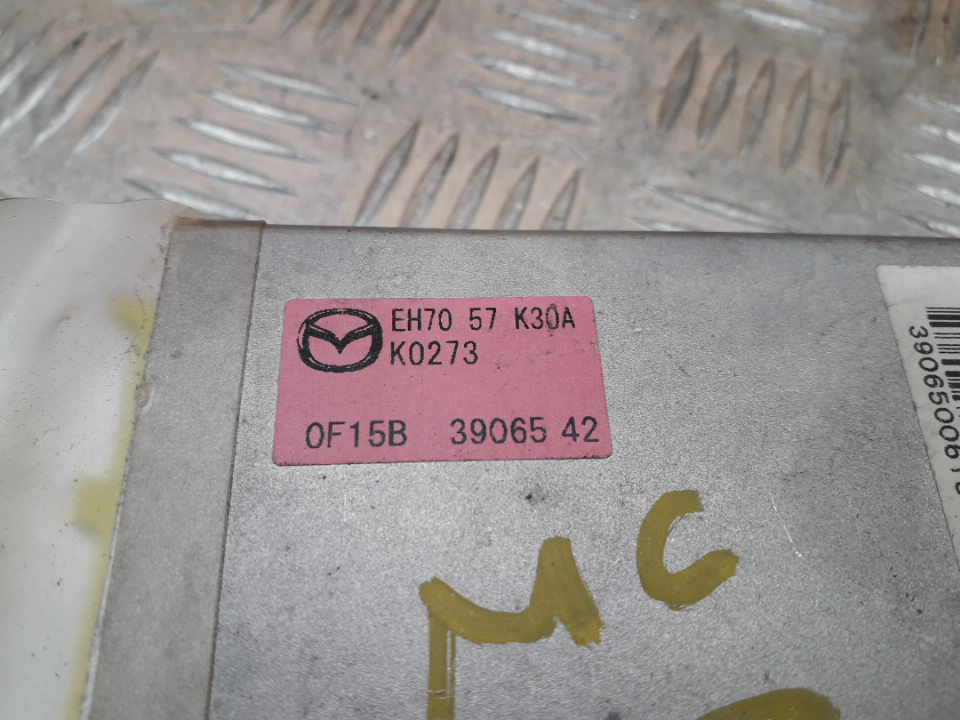 EH70 57 K30A
K0273
0F15B 39065 42
MC